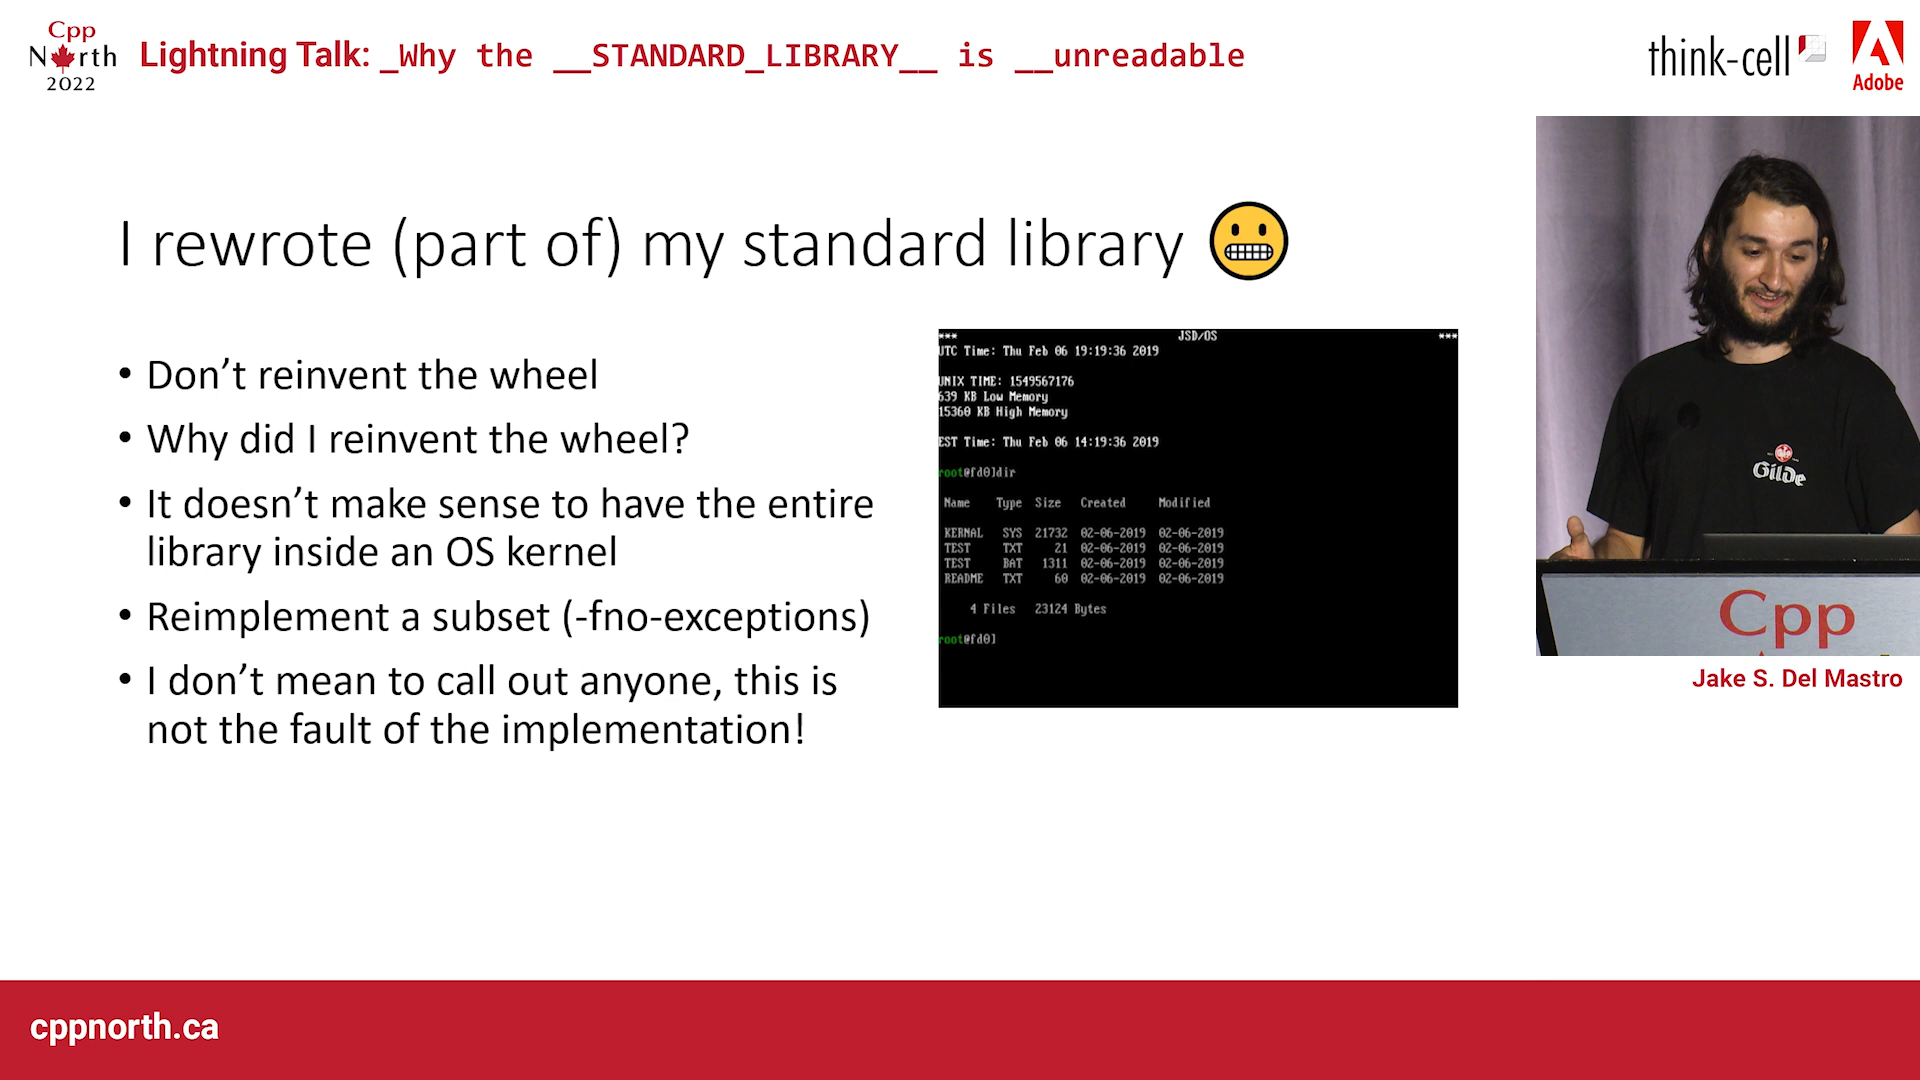 Cpp
North
2022
Lightning Talk: _Why the __STANDARD_LIBRARY__ is __unreadable
think-cell
Adobe
I rewrote (part of) my standard library
• Don’t reinvent the wheel
• Why did I reinvent the wheel?
• It doesn’t make sense to have the entire
library inside an OS kernel
• Reimplement a subset (-fno-exceptions)
• I don’t mean to call out anyone, this is
not the fault of the implementation!
*** JSD/OS ***
UTC Time: Thu Feb 06 19:19:36 2019
UNIX TIME: 1549567176
639 KB Low Memory
15360 KB High Memory
EST Time: Thu Feb 06 14:19:36 2019
root@fd0]dir
Name Type Size Created Modified
KERNAL SYS 21732 02-06-2019 02-06-2019
TEST TXT 21 02-06-2019 02-06-2019
TEST BAT 1311 02-06-2019 02-06-2019
README TXT 60 02-06-2019 02-06-2019
4 Files 23124 Bytes
root@fd0]
Gilde
Cpp
Jake S. Del Mastro
cppnorth.ca